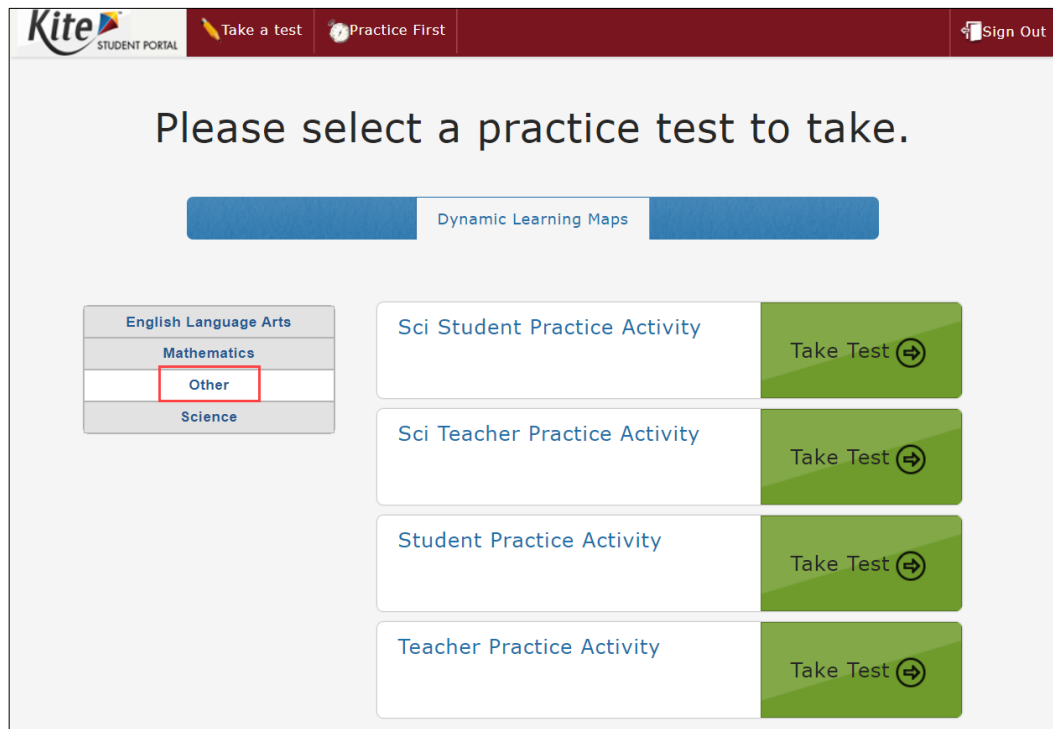 Kite STUDENT PORTAL
Take a test
Practice First
Sign Out
Please select a practice test to take.
Dynamic Learning Maps
English Language Arts
Mathematics
Other
Science
Sci Student Practice Activity
Take Test
Sci Teacher Practice Activity
Take Test
Student Practice Activity
Take Test
Teacher Practice Activity
Take Test